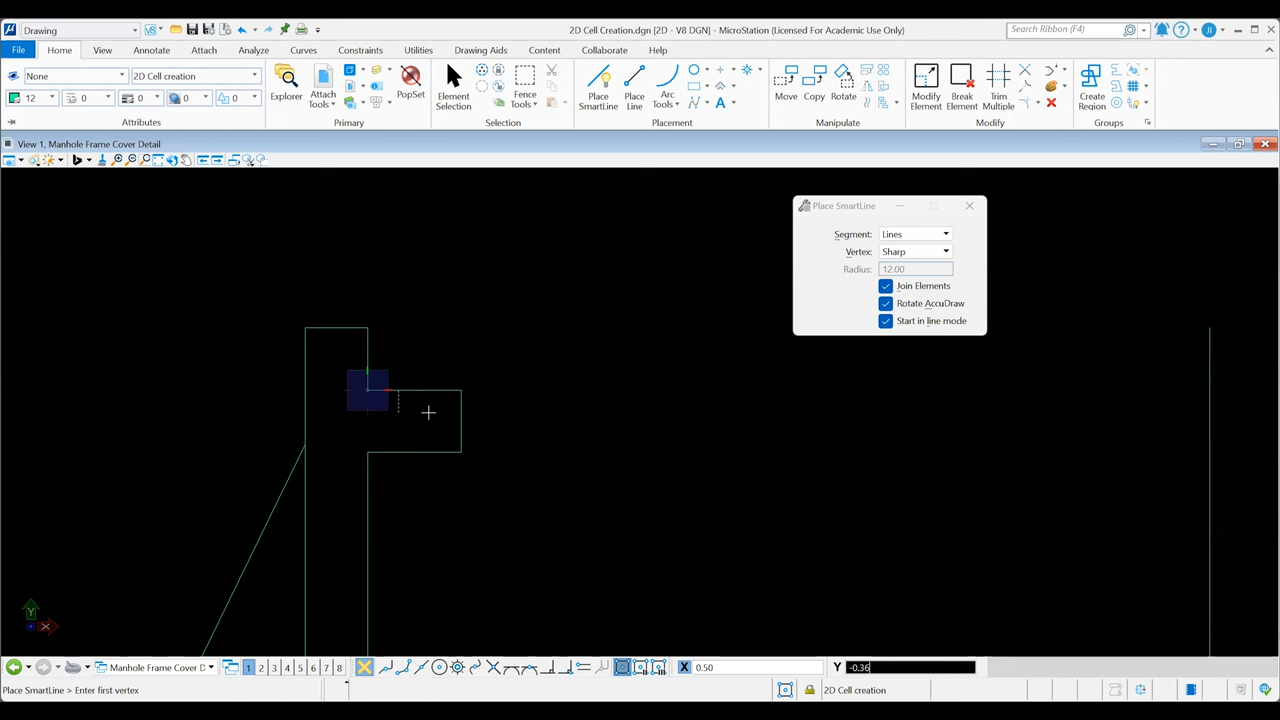 Drawing
2D Cell Creation.dgn [2D - V8 DGN] - MicroStation (Licensed For Academic Use Only)
Search Ribbon (F4)
JI
File Home View Annotate Attach Analyze Curves Constraints Utilities Drawing Aids Content Collaborate Help
None
2D Cell creation
12 0 0 0 0
Explorer
Attach Tools
PopSet
Element Selection
Fence Tools
Place SmartLine
Place Line
Arc Tools
Move
Copy
Rotate
Modify Element
Break Element
Trim Multiple
Create Region
Attributes Primary Selection Placement Manipulate Modify Groups
View 1, Manhole Frame Cover Detail
Place SmartLine
Segment: Lines
Vertex: Sharp
Radius: 12.00
Join Elements
Rotate AccuDraw
Start in line mode
Y
X
Manhole Frame Cover D 1 2 3 4 5 6 7 8 X 0.50 Y -0.36
Place SmartLine > Enter first vertex
2D Cell creation